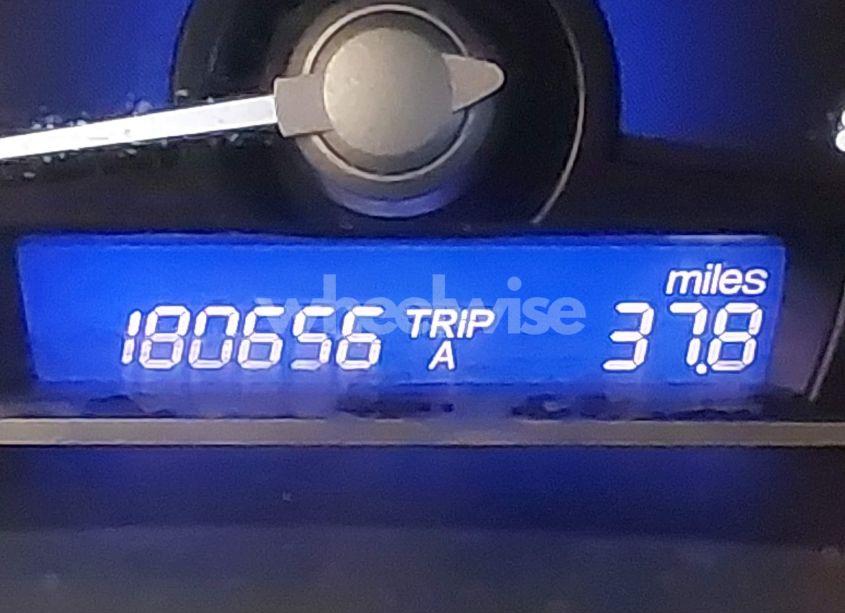 miles
180656 TRiP 37.8
A
wheelwise